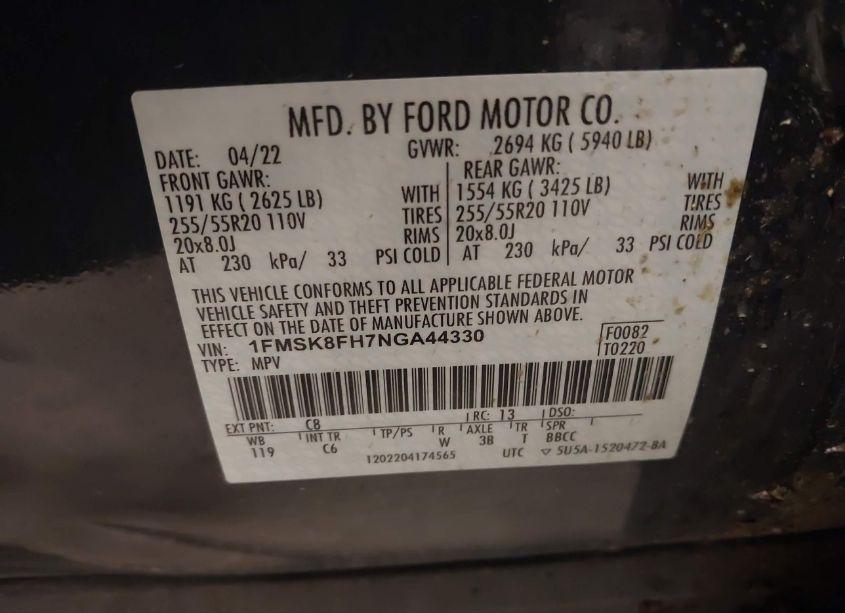 MFD. BY FORD MOTOR CO.
DATE: 04/22 GVWR: 2694 KG ( 5940 LB)
FRONT GAWR: REAR GAWR:
1191 KG ( 2625 LB) WITH 1554 KG ( 3425 LB) WITH
255/55R20 110V TIRES 255/55R20 110V TIRES
20x8.0J RIMS 20x8.0J RIMS
AT 230 kPa/ 33 PSI COLD AT 230 kPa/ 33 PSI COLD
THIS VEHICLE CONFORMS TO ALL APPLICABLE FEDERAL MOTOR
VEHICLE SAFETY AND THEFT PREVENTION STANDARDS IN
EFFECT ON THE DATE OF MANUFACTURE SHOWN ABOVE.
VIN: 1FMSK8FH7NGA44330 F0082
TYPE: MPV T0220
EXT PNT: C8 RC: 13 DSO:
WB INT TR TP/PS R AXLE TR SPR
119 C6 W 3B T BBCC
1202204174565 UTC ▽ 5U5A-1520472-BA